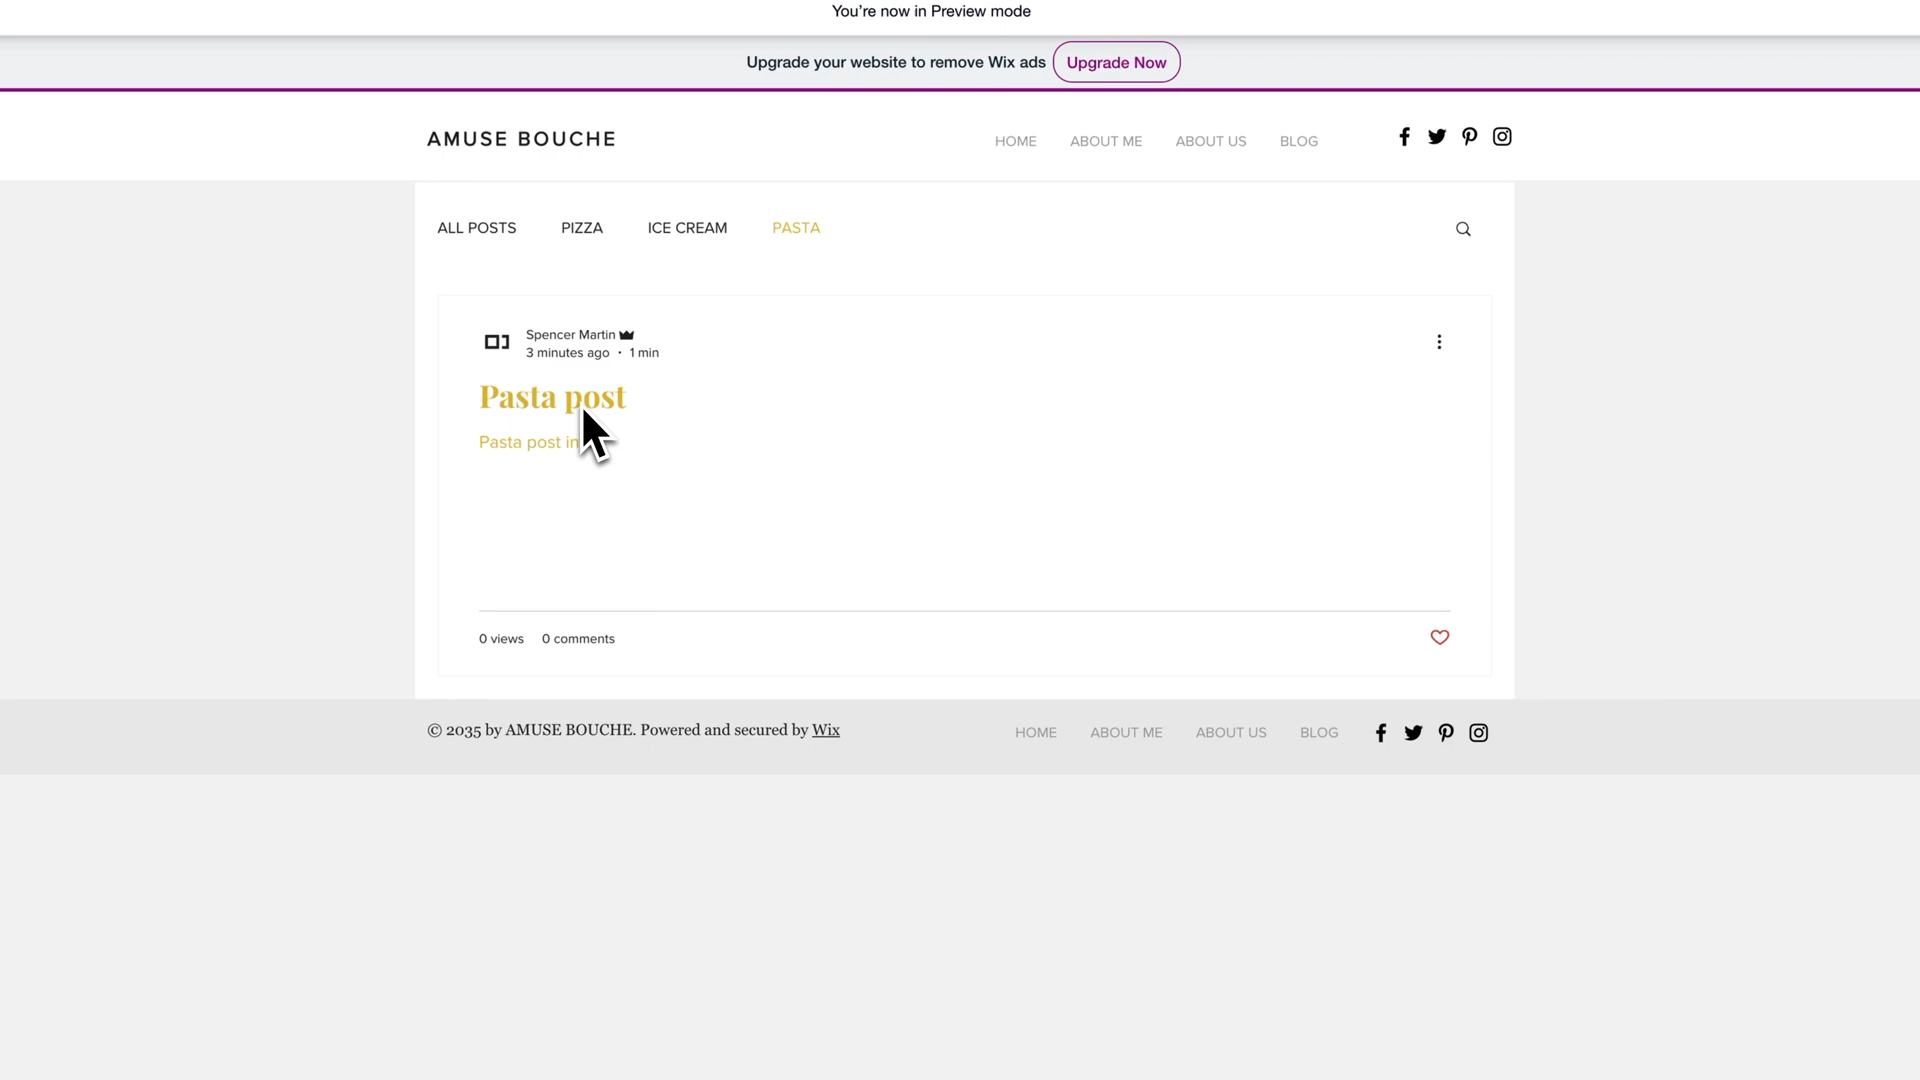 You're now in Preview mode
Upgrade your website to remove Wix ads Upgrade Now
AMUSE BOUCHE HOME ABOUT ME ABOUT US BLOG
ALL POSTS PIZZA ICE CREAM PASTA
Spencer Martin
3 minutes ago · 1 min
Pasta post
Pasta post
0 views 0 comments
© 2035 by AMUSE BOUCHE. Powered and secured by Wix HOME ABOUT ME ABOUT US BLOG